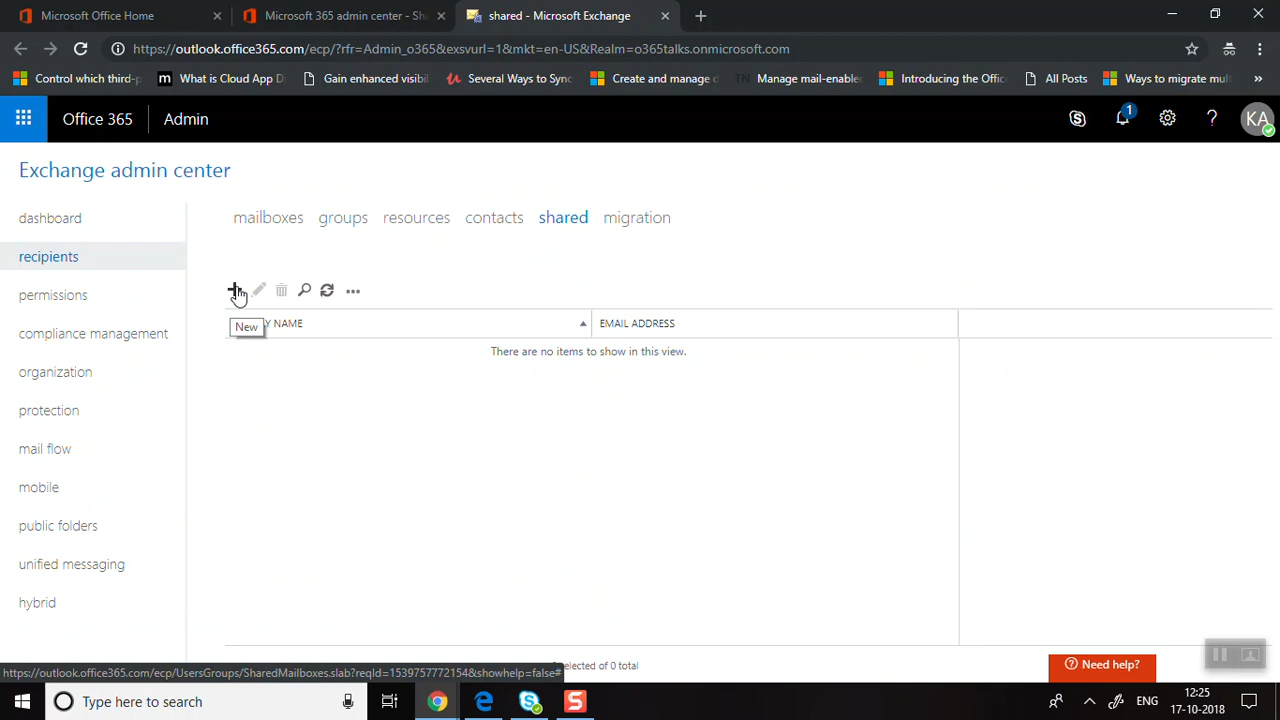 Microsoft Office Home
Microsoft 365 admin center - Sha
shared - Microsoft Exchange
https://outlook.office365.com/ecp/?rfr=Admin_o365&exsvurl=1&mkt=en-US&Realm=o365talks.onmicrosoft.com
Control which third-p
What is Cloud App D
Gain enhanced visibil
Several Ways to Sync
Create and manage
TN Manage mail-enable
Introducing the Offic
All Posts
Ways to migrate mult
»
Office 365
Admin
1
?
KA
Exchange admin center
dashboard
recipients
permissions
compliance management
organization
protection
mail flow
mobile
public folders
unified messaging
hybrid
mailboxes groups resources contacts shared migration
New
Y NAME
EMAIL ADDRESS
There are no items to show in this view.
selected of 0 total
Need help?
https://outlook.office365.com/ecp/UsersGroups/SharedMailboxes.slab?reqId=1539757772154&showhelp=false#
Type here to search
ENG
12:25
17-10-2018